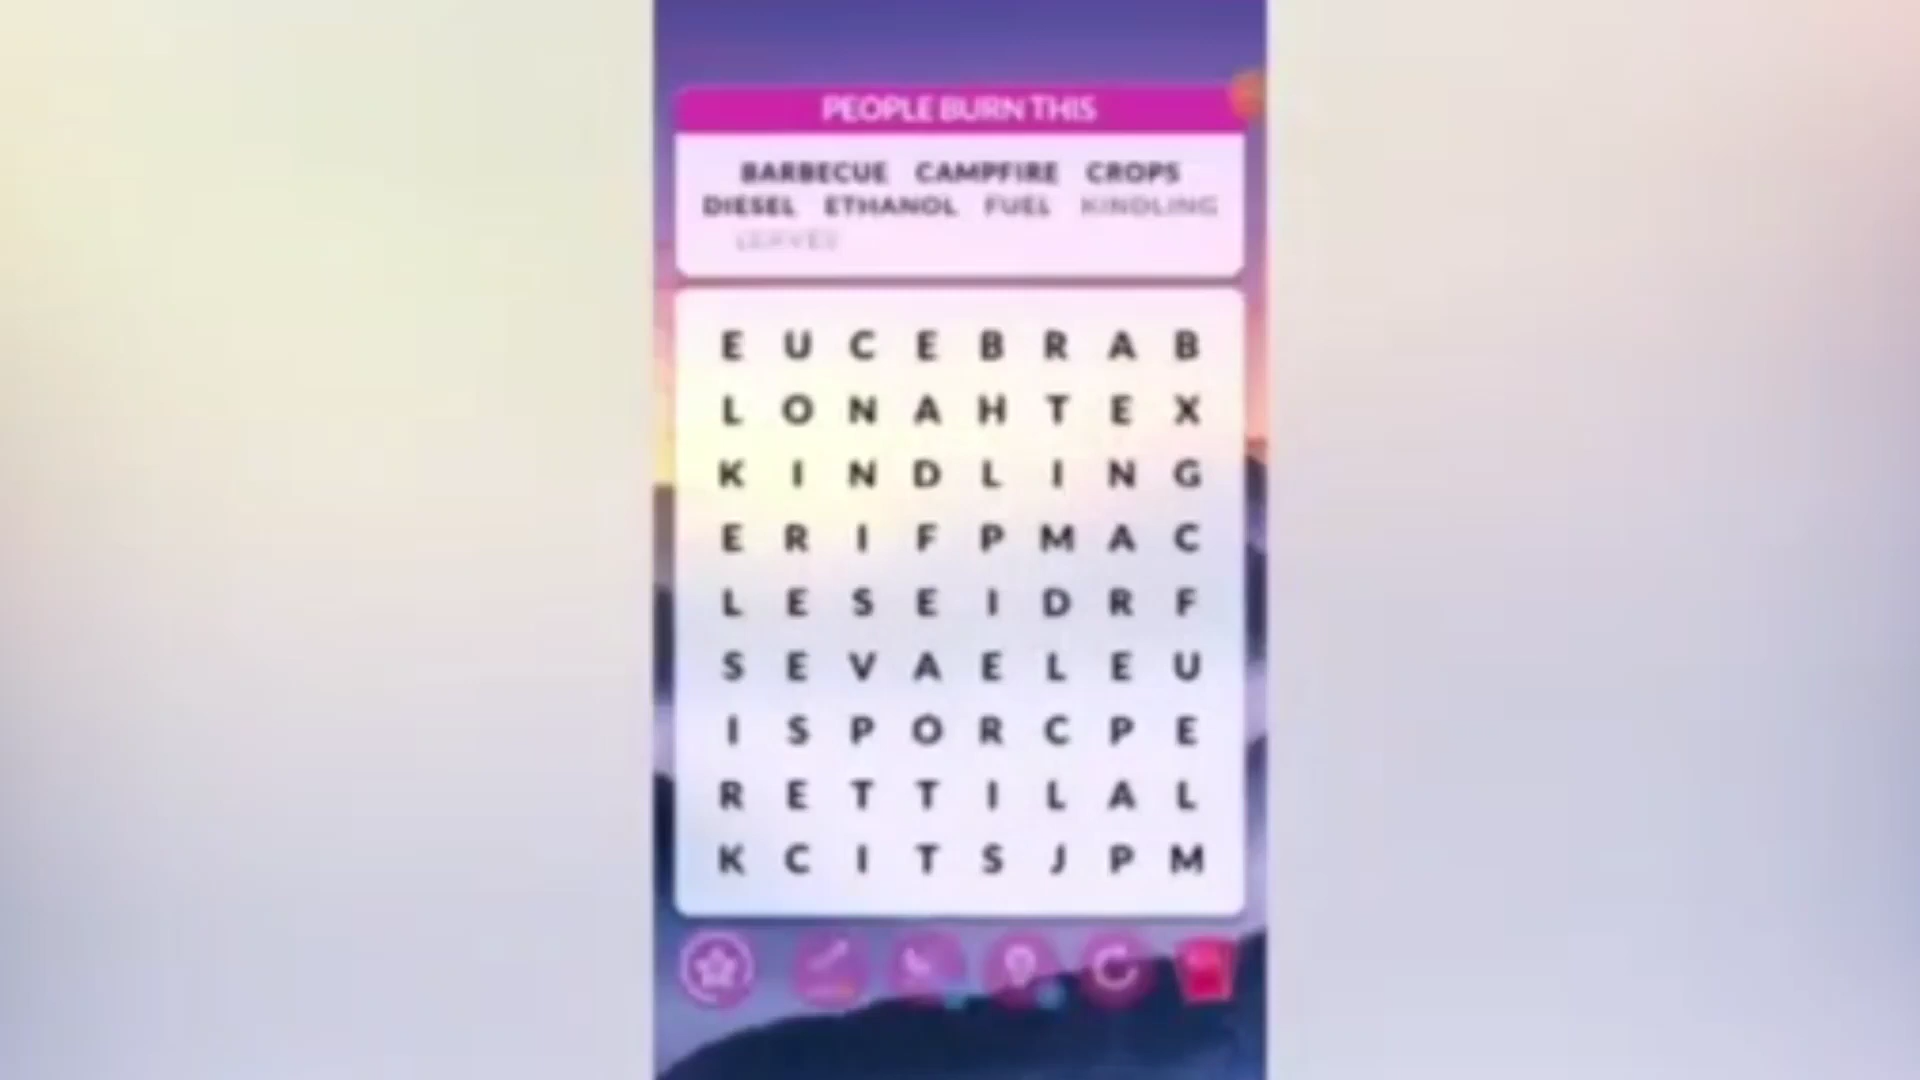 PEOPLE BURN THIS
BARBECUE CAMPFIRE CROPS
DIESEL ETHANOL FUEL KINDLING
LEAVES
E U C E B R A B
L O N A H T E X
K I N D L I N G
E R I F P M A C
L E S E I D R F
S E V A E L E U
I S P O R C P E
R E T T I L A L
K C I T S J P M